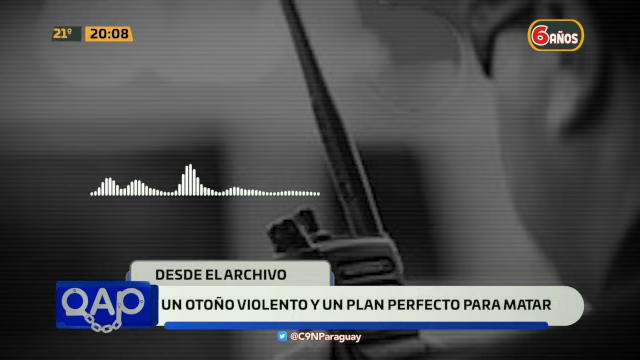 21º 20:08
6 AÑOS
DESDE EL ARCHIVO
QAP UN OTOÑO VIOLENTO Y UN PLAN PERFECTO PARA MATAR
@C9NParaguay